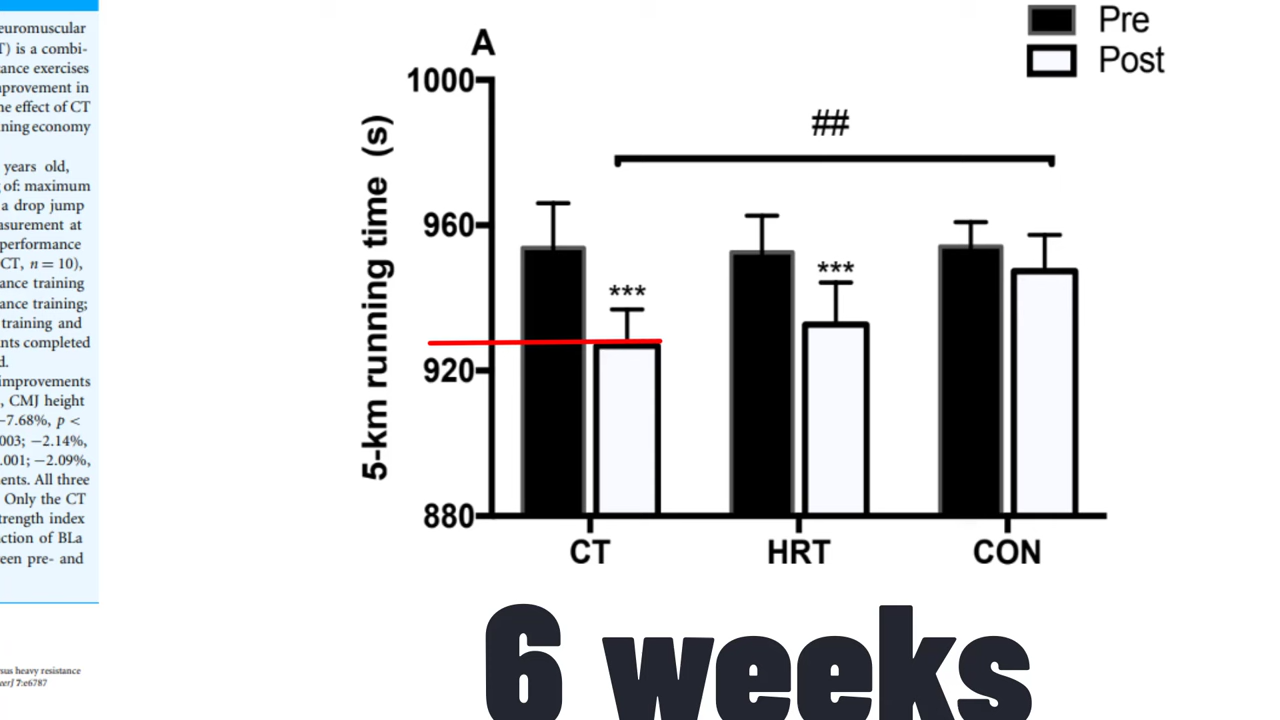 euromuscular
T) is a combi-
ance exercises
nprovement in
ne effect of CT
ning economy
years old,
g of: maximum
a drop jump
asurement at
performance
CT, n = 10),
ance training
ance training;
training and
nts completed
d.
improvements
, CMJ height
−7.68%, p <
003; −2.14%,
.001; −2.09%,
ents. All three
Only the CT
trength index
ction of BLa
een pre- and
sus heavy resistance
eerJ 7:e6787
A
Pre
Post
5-km running time (s)
1000
960
920
880
##
***
***
CT
HRT
CON
6 weeks